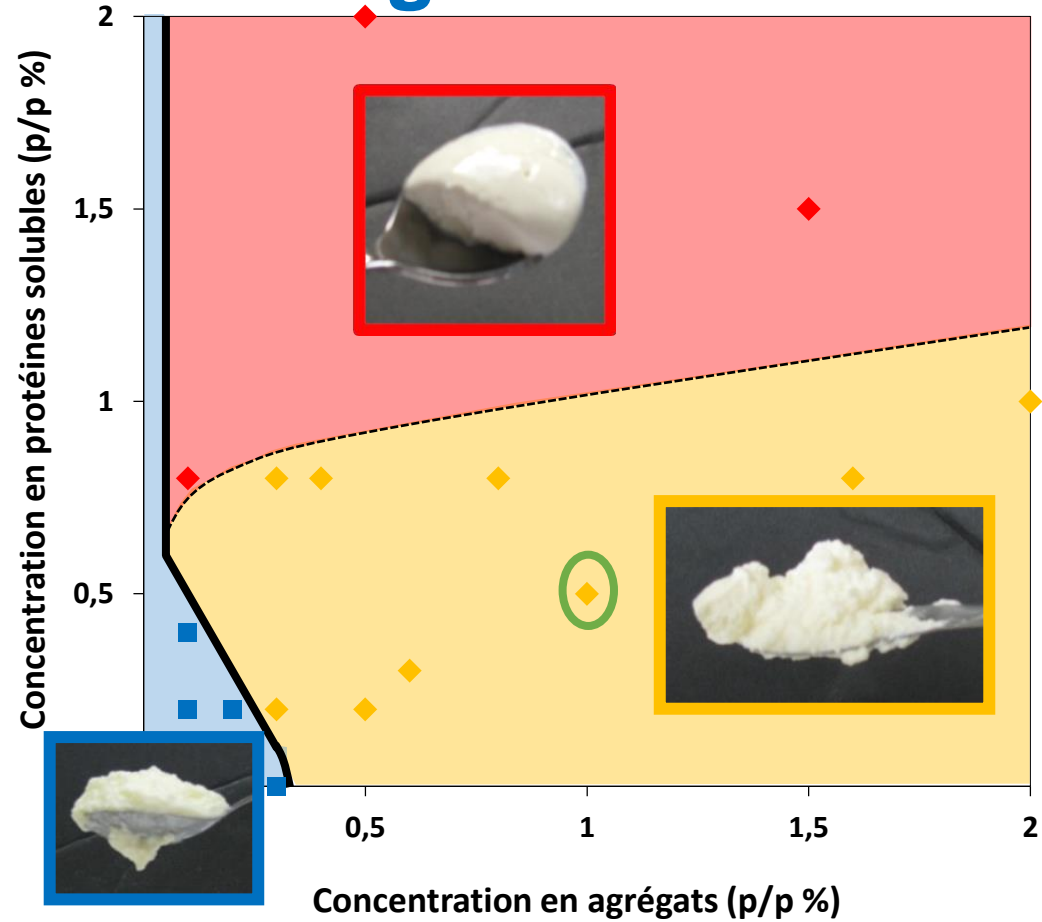 g
2
1,5
1
0,5
Concentration en protéines solubles (p/p %)
0,5
1
1,5
2
Concentration en agrégats (p/p %)